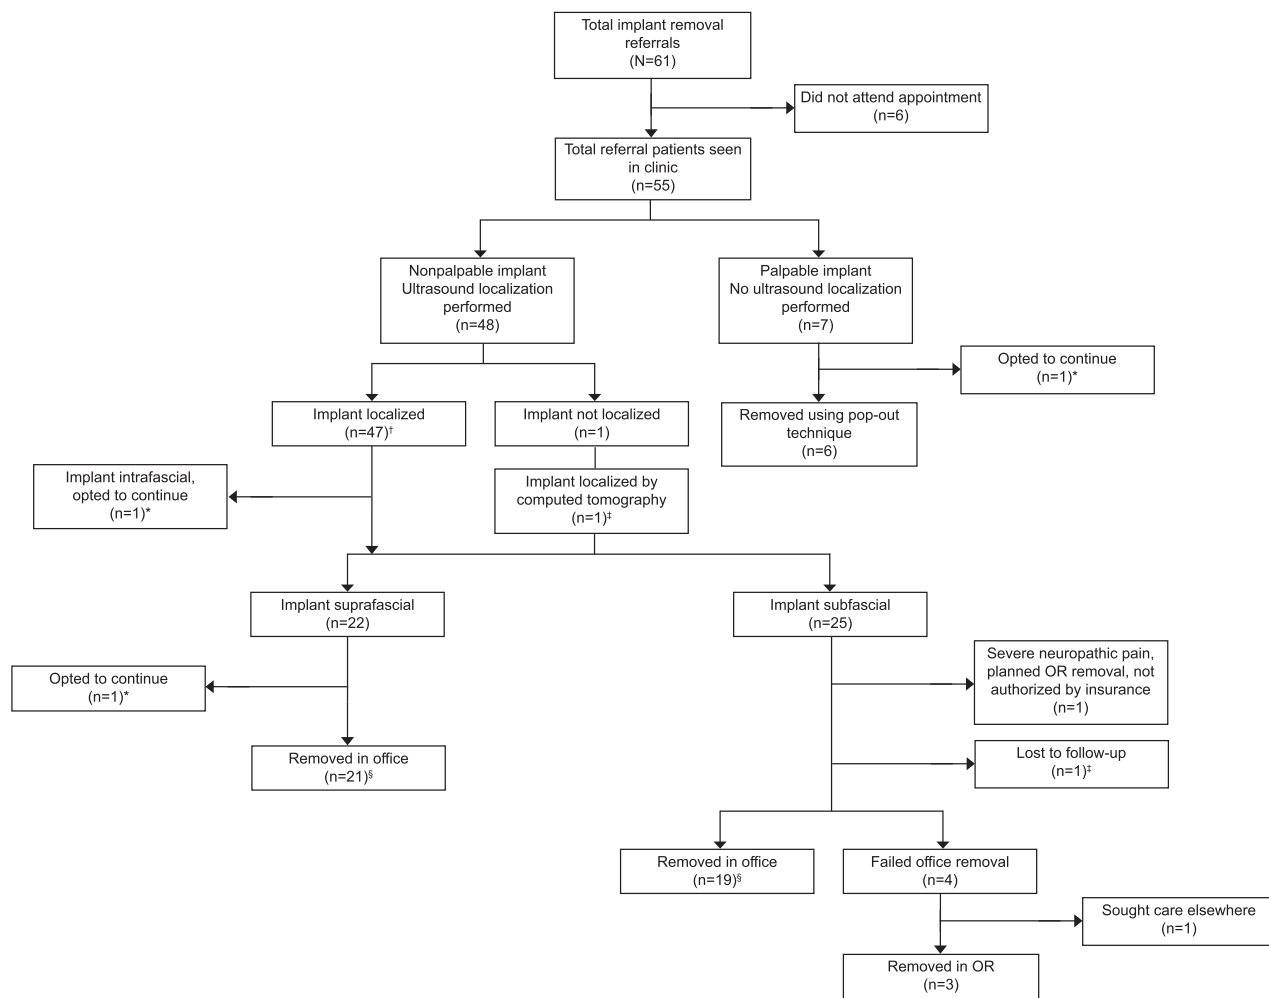 Total implant removal
referrals
(N=61)
Did not attend appointment
(n=6)
Total referral patients seen
in clinic
(n=55)
Nonpalpable implant
Ultrasound localization
performed
(n=48)
Palpable implant
No ultrasound localization
performed
(n=7)
Opted to continue
(n=1)*
Implant localized
(n=47)†
Implant not localized
(n=1)
Removed using pop-out
technique
(n=6)
Implant intrafascial,
opted to continue
(n=1)*
Implant localized by
computed tomography
(n=1)‡
Implant suprafascial
(n=22)
Implant subfascial
(n=25)
Opted to continue
(n=1)*
Severe neuropathic pain,
planned OR removal, not
authorized by insurance
(n=1)
Removed in office
(n=21)§
Lost to follow-up
(n=1)‡
Removed in office
(n=19)§
Failed office removal
(n=4)
Sought care elsewhere
(n=1)
Removed in OR
(n=3)